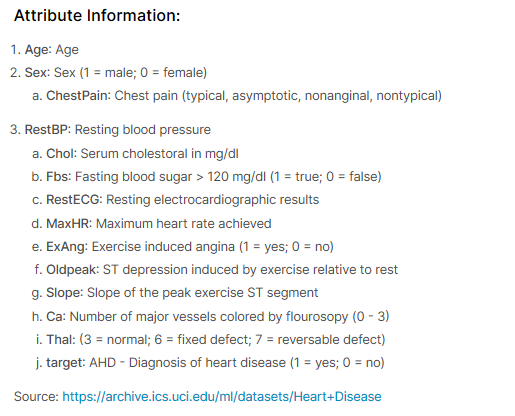 Attribute Information:
1. Age: Age
2. Sex: Sex (1 = male; 0 = female)
a. ChestPain: Chest pain (typical, asymptotic, nonanginal, nontypical)
3. RestBP: Resting blood pressure
a. Chol: Serum cholestoral in mg/dl
b. Fbs: Fasting blood sugar > 120 mg/dl (1 = true; 0 = false)
c. RestECG: Resting electrocardiographic results
d. MaxHR: Maximum heart rate achieved
e. ExAng: Exercise induced angina (1 = yes; 0 = no)
f. Oldpeak: ST depression induced by exercise relative to rest
g. Slope: Slope of the peak exercise ST segment
h. Ca: Number of major vessels colored by flourosopy (0 - 3)
i. Thal: (3 = normal; 6 = fixed defect; 7 = reversable defect)
j. target: AHD - Diagnosis of heart disease (1 = yes; 0 = no)
Source: https://archive.ics.uci.edu/ml/datasets/Heart+Disease